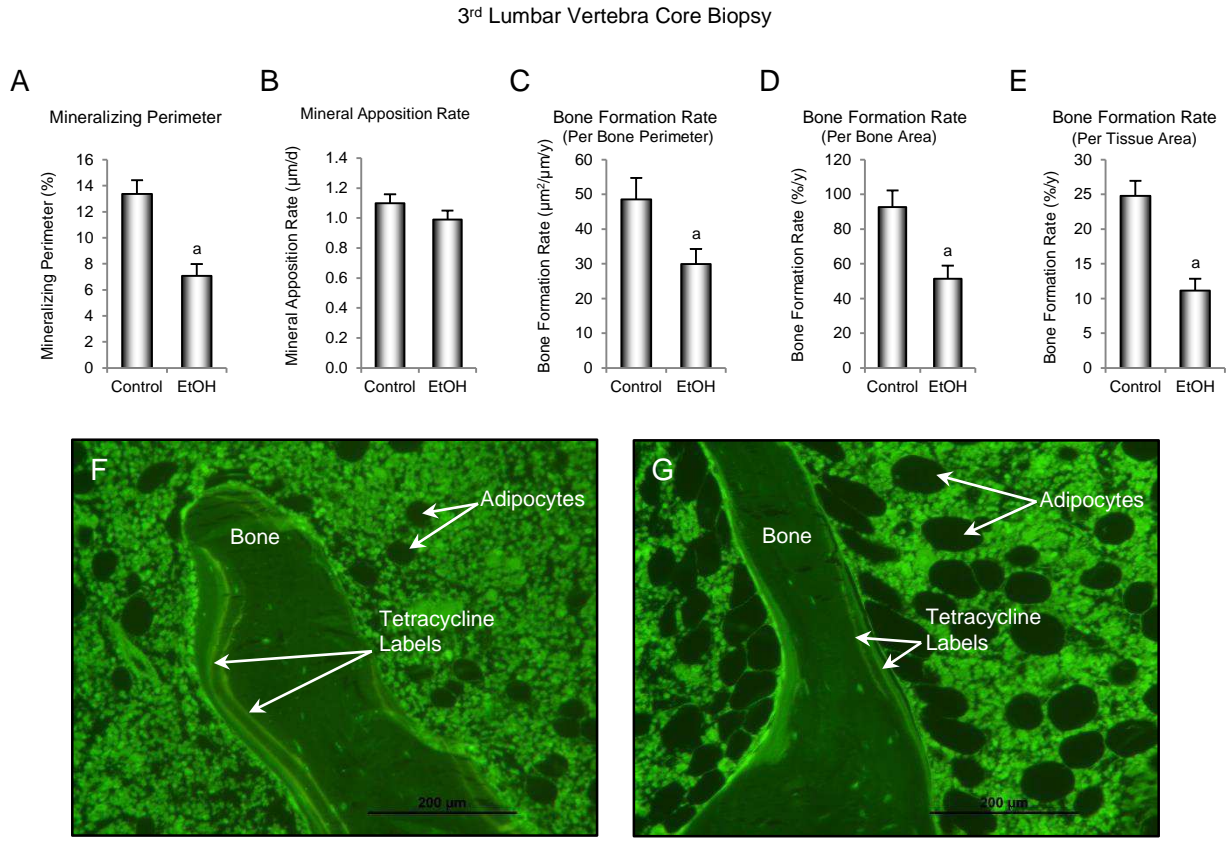 3rd Lumbar Vertebra Core Biopsy
A
Mineralizing Perimeter
Mineralizing Perimeter (%)
16
14
12
10
8
6
4
2
0
a
Control EtOH
B
Mineral Apposition Rate
Mineral Apposition Rate (µm/d)
1.4
1.2
1.0
0.8
0.6
0.4
0.2
0.0
Control EtOH
C
Bone Formation Rate
(Per Bone Perimeter)
Bone Formation Rate (µm²/µm/y)
60
50
40
30
20
10
0
a
Control EtOH
D
Bone Formation Rate
(Per Bone Area)
Bone Formation Rate (%/y)
120
100
80
60
40
20
0
a
Control EtOH
E
Bone Formation Rate
(Per Tissue Area)
Bone Formation Rate (%/y)
30
25
20
15
10
5
0
a
Control EtOH
F
Adipocytes
Bone
Tetracycline
Labels
200 µm
G
Adipocytes
Bone
Tetracycline
Labels
200 µm